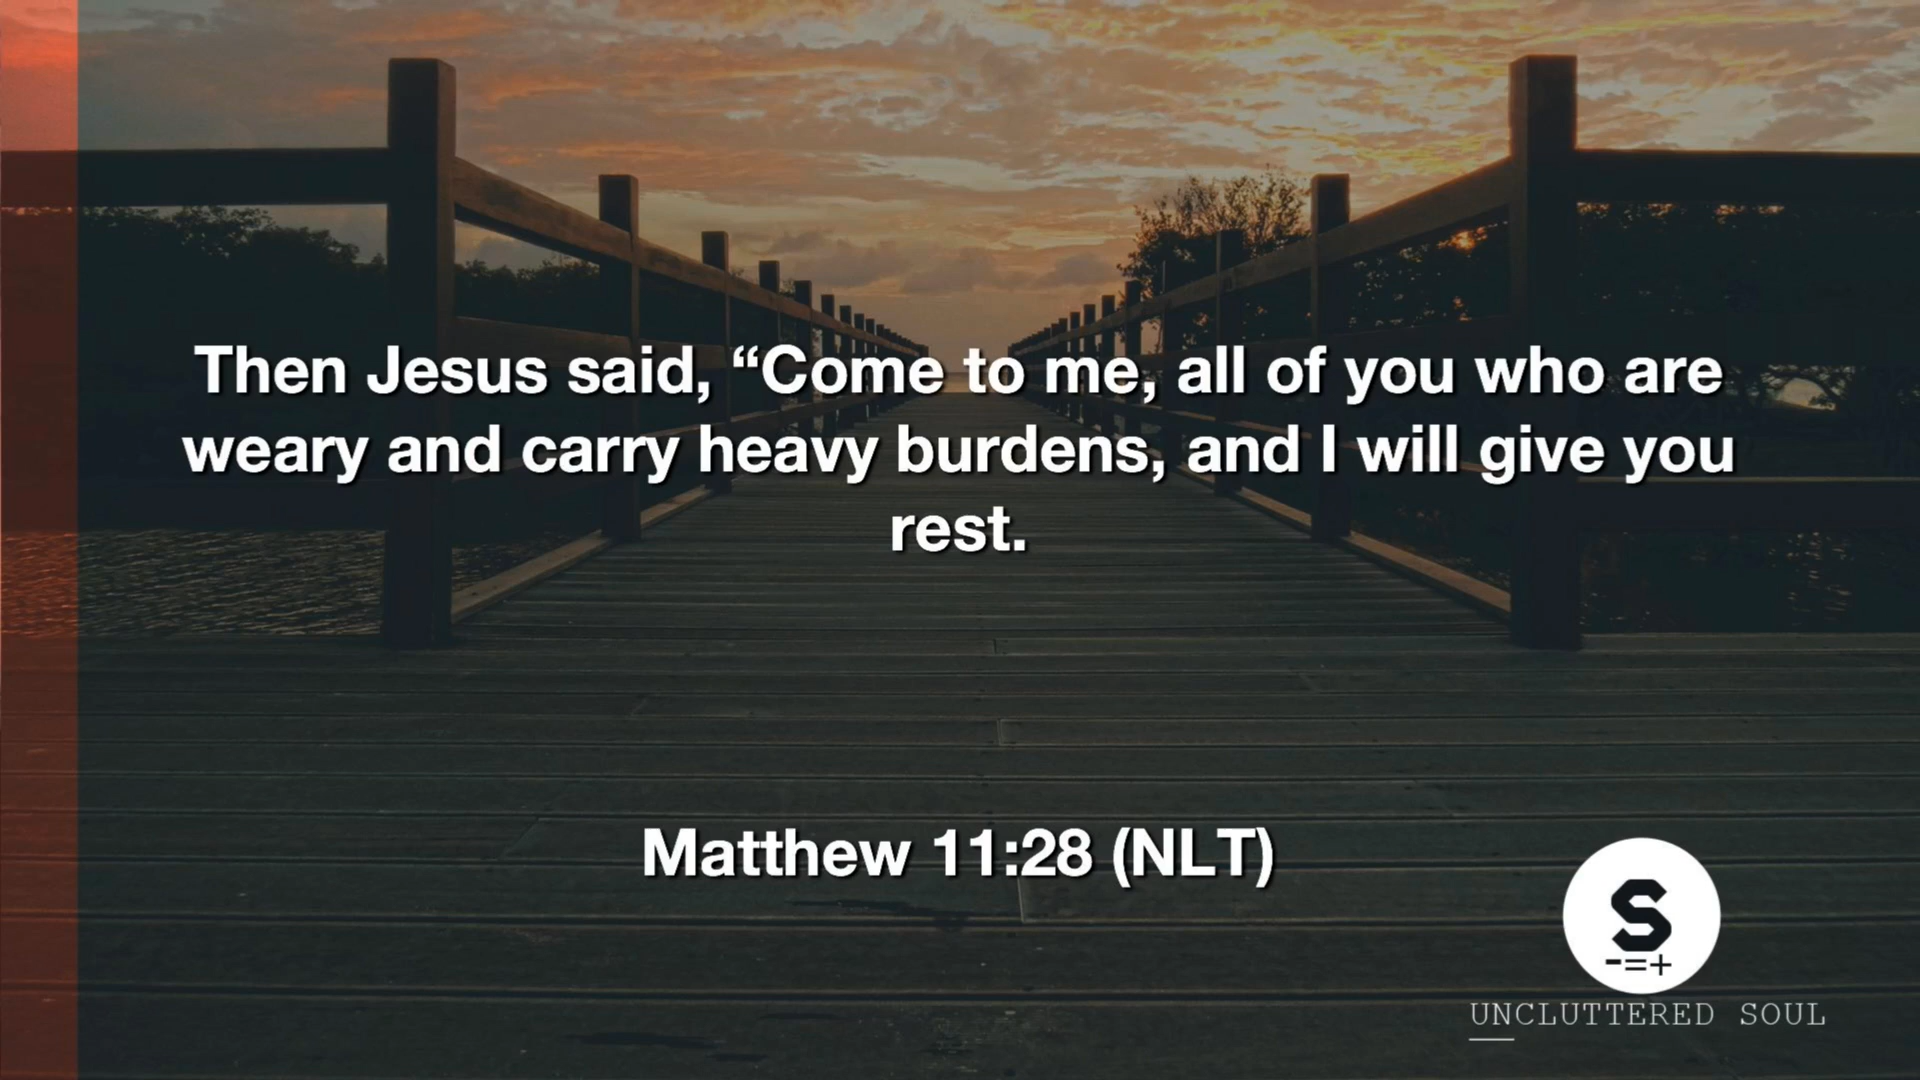 Then Jesus said, “Come to me, all of you who are
weary and carry heavy burdens, and I will give you
rest.
Matthew 11:28 (NLT)
S
-=+
UNCLUTTERED SOUL